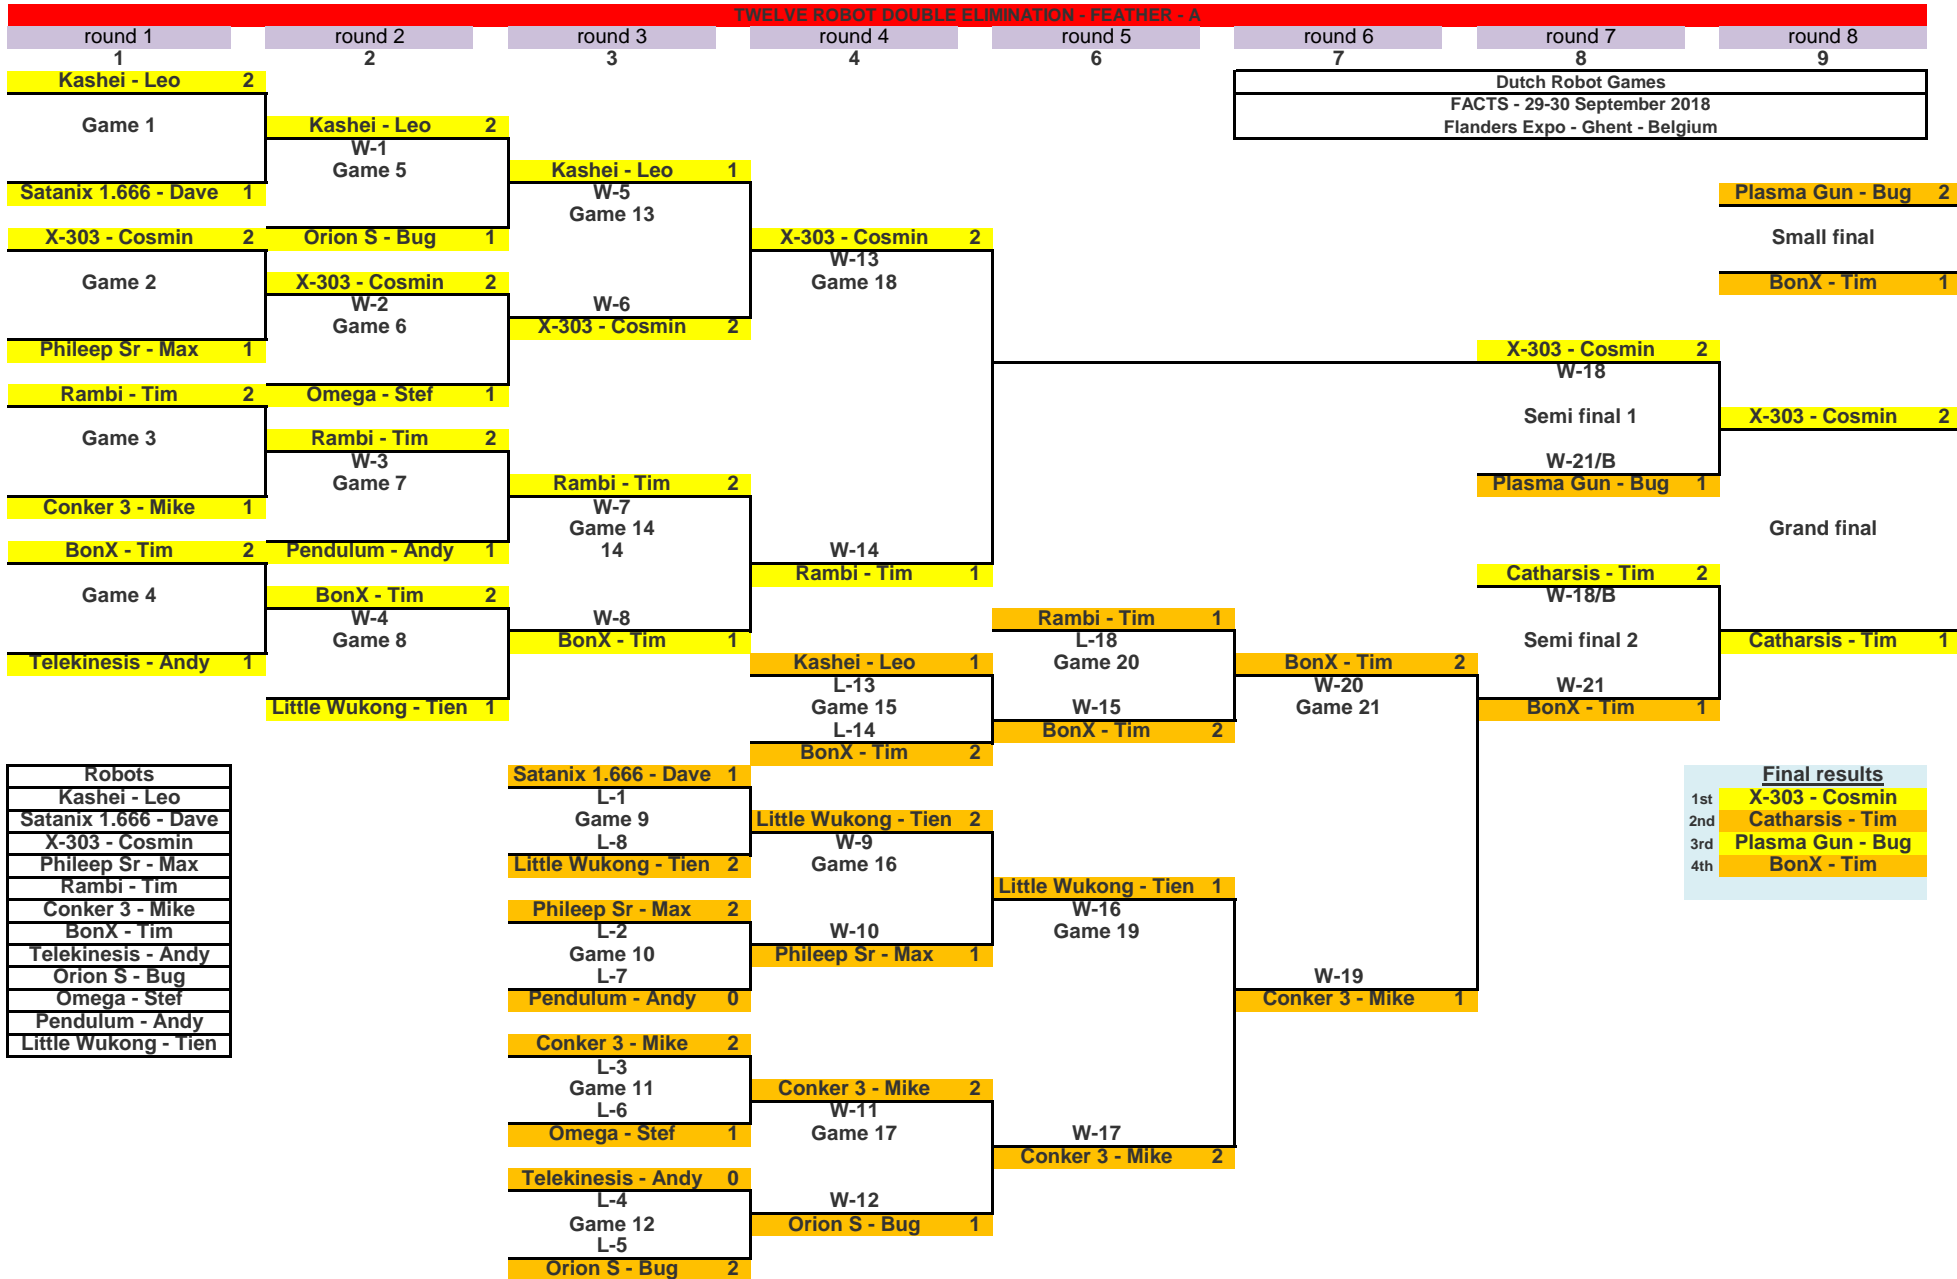 TWELVE ROBOT DOUBLE ELIMINATION - FEATHER - A
round 1 round 2 round 3 round 4 round 5 round 6 round 7 round 8
1 2 3 4 6 7 8 9
Kashei - Leo 2
Game 1
Satanix 1.666 - Dave 1
X-303 - Cosmin 2
Game 2
Phileep Sr - Max 1
Rambi - Tim 2
Game 3
Conker 3 - Mike 1
BonX - Tim 2
Game 4
Telekinesis - Andy 1
Kashei - Leo 2
W-1
Game 5
Orion S - Bug 1
X-303 - Cosmin 2
W-2
Game 6
Omega - Stef 1
Rambi - Tim 2
W-3
Game 7
Pendulum - Andy 1
BonX - Tim 2
W-4
Game 8
Little Wukong - Tien 1
Kashei - Leo 1
W-5
Game 13
W-6
X-303 - Cosmin 2
Rambi - Tim 2
W-7
Game 14
14
W-8
BonX - Tim 1
Satanix 1.666 - Dave 1
L-1
Game 9
L-8
Little Wukong - Tien 2
Phileep Sr - Max 2
L-2
Game 10
L-7
Pendulum - Andy 0
Conker 3 - Mike 2
L-3
Game 11
L-6
Omega - Stef 1
Telekinesis - Andy 0
L-4
Game 12
L-5
Orion S - Bug 2
X-303 - Cosmin 2
W-13
Game 18
W-14
Rambi - Tim 1
Kashei - Leo 1
L-13
Game 15
L-14
BonX - Tim 2
Little Wukong - Tien 2
W-9
Game 16
W-10
Phileep Sr - Max 1
Conker 3 - Mike 2
W-11
Game 17
W-12
Orion S - Bug 1
Rambi - Tim 1
L-18
Game 20
W-15
BonX - Tim 2
Little Wukong - Tien 1
W-16
Game 19
W-17
Conker 3 - Mike 2
BonX - Tim 2
W-20
Game 21
W-19
Conker 3 - Mike 1
Dutch Robot Games
FACTS - 29-30 September 2018
Flanders Expo - Ghent - Belgium
X-303 - Cosmin 2
W-18
Semi final 1
W-21/B
Plasma Gun - Bug 1
Catharsis - Tim 2
W-18/B
Semi final 2
W-21
BonX - Tim 1
Plasma Gun - Bug 2
Small final
BonX - Tim 1
X-303 - Cosmin 2
Grand final
Catharsis - Tim 1
Robots
Kashei - Leo
Satanix 1.666 - Dave
X-303 - Cosmin
Phileep Sr - Max
Rambi - Tim
Conker 3 - Mike
BonX - Tim
Telekinesis - Andy
Orion S - Bug
Omega - Stef
Pendulum - Andy
Little Wukong - Tien
Final results
1st X-303 - Cosmin
2nd Catharsis - Tim
3rd Plasma Gun - Bug
4th BonX - Tim